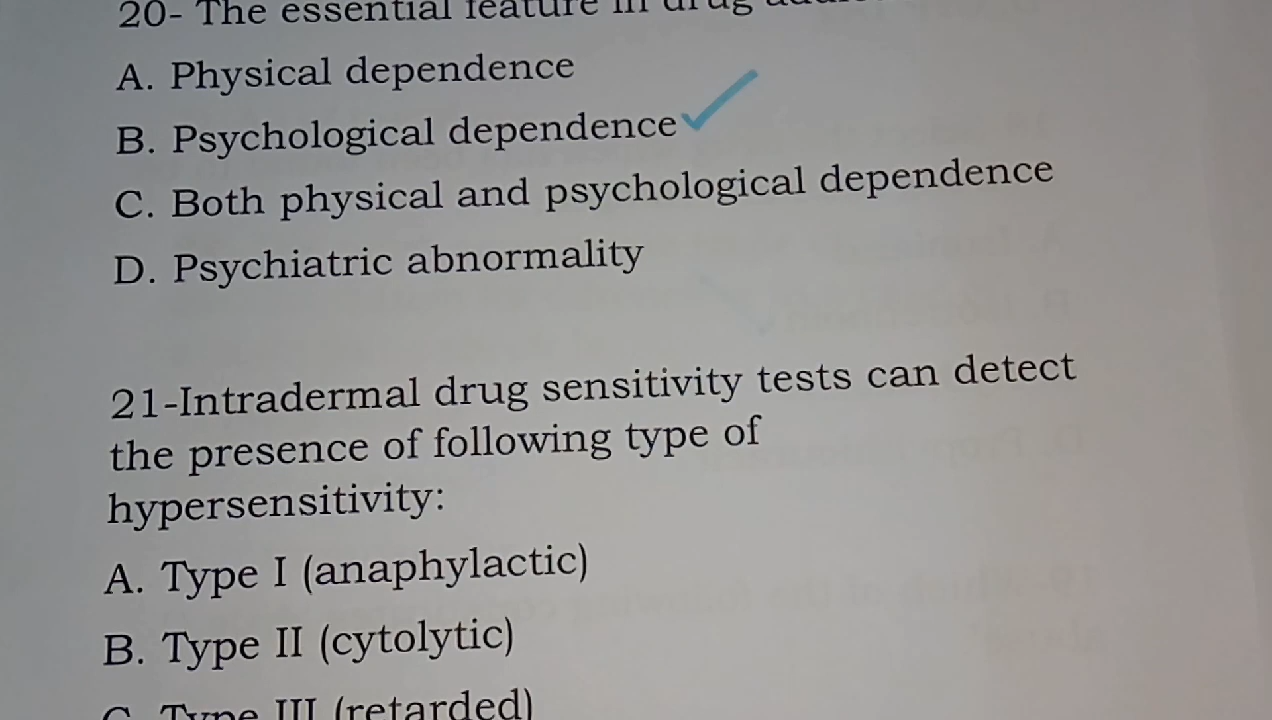 20- The essential feature in drug
A. Physical dependence
B. Psychological dependence
C. Both physical and psychological dependence
D. Psychiatric abnormality
21-Intradermal drug sensitivity tests can detect
the presence of following type of
hypersensitivity:
A. Type I (anaphylactic)
B. Type II (cytolytic)
C. Type III (retarded)